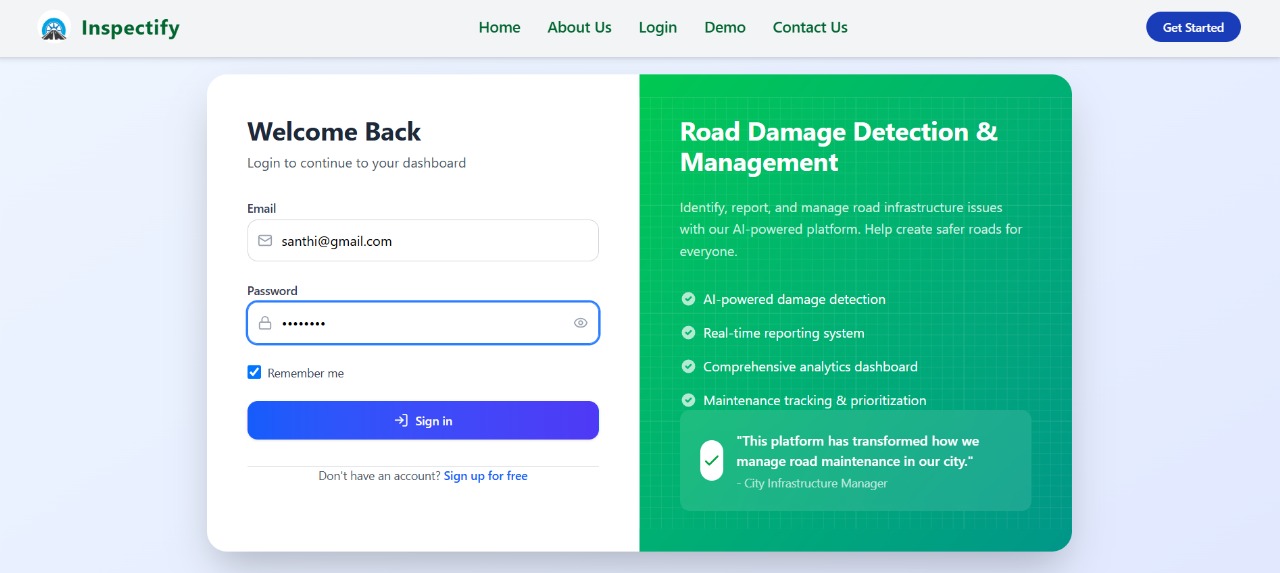 Inspectify
Home About Us Login Demo Contact Us
Get Started
Welcome Back
Login to continue to your dashboard
Email
santhi@gmail.com
Password
••••••••
Remember me
Sign in
Don't have an account? Sign up for free
Road Damage Detection &
Management
Identify, report, and manage road infrastructure issues
with our AI-powered platform. Help create safer roads for
everyone.
AI-powered damage detection
Real-time reporting system
Comprehensive analytics dashboard
Maintenance tracking & prioritization
"This platform has transformed how we
manage road maintenance in our city."
- City Infrastructure Manager